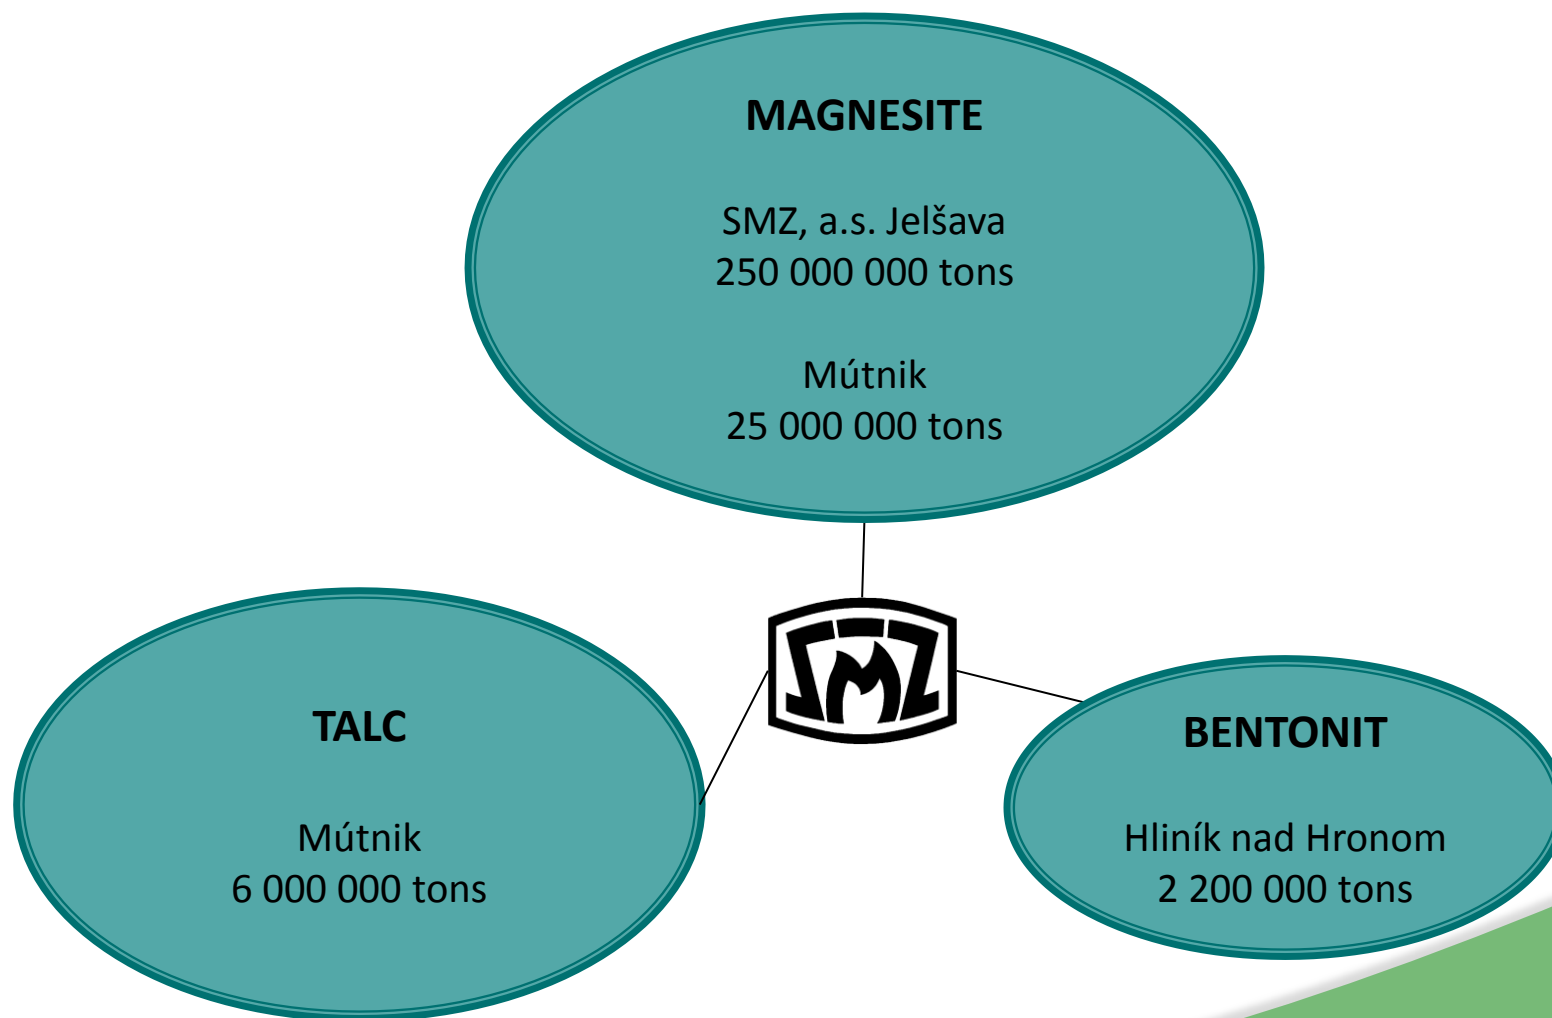 MAGNESITE
SMZ, a.s. Jelšava
250 000 000 tons
Mútnik
25 000 000 tons
SMZ
TALC
Mútnik
6 000 000 tons
BENTONIT
Hliník nad Hronom
2 200 000 tons